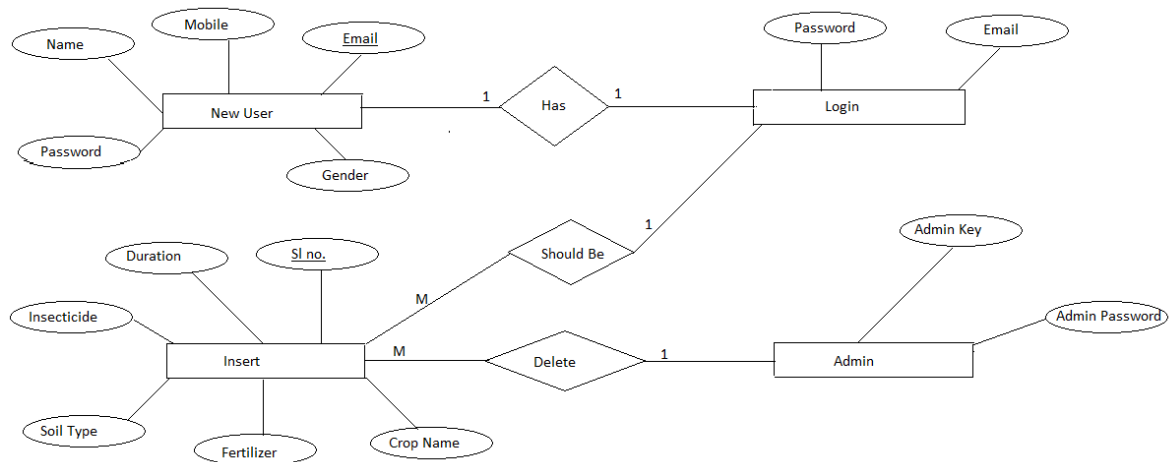 Mobile
Password
Email
Name
Email
1
Has
1
New User
Login
Password
Gender
Admin Key
1
Duration
Sl no.
Should Be
M
Insecticide
Admin Password
M
1
Insert
Delete
Admin
Soil Type
Fertilizer
Crop Name